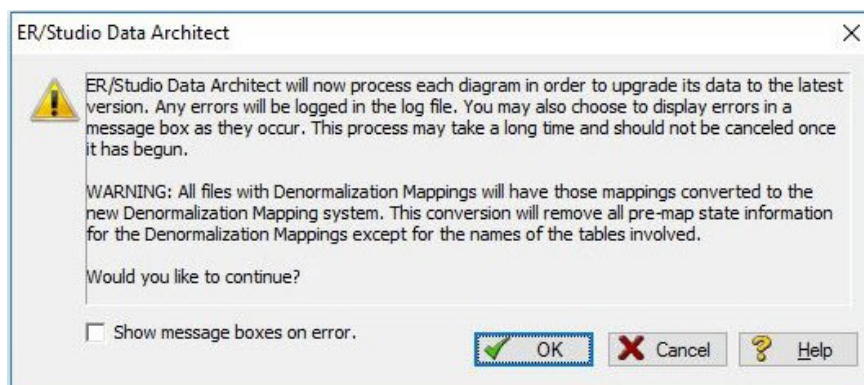 ER/Studio Data Architect
ER/Studio Data Architect will now process each diagram in order to upgrade its data to the latest
version. Any errors will be logged in the log file. You may also choose to display errors in a
message box as they occur. This process may take a long time and should not be canceled once
it has begun.
WARNING: All files with Denormalization Mappings will have those mappings converted to the
new Denormalization Mapping system. This conversion will remove all pre-map state information
for the Denormalization Mappings except for the names of the tables involved.
Would you like to continue?
Show message boxes on error.
OK
Cancel
Help